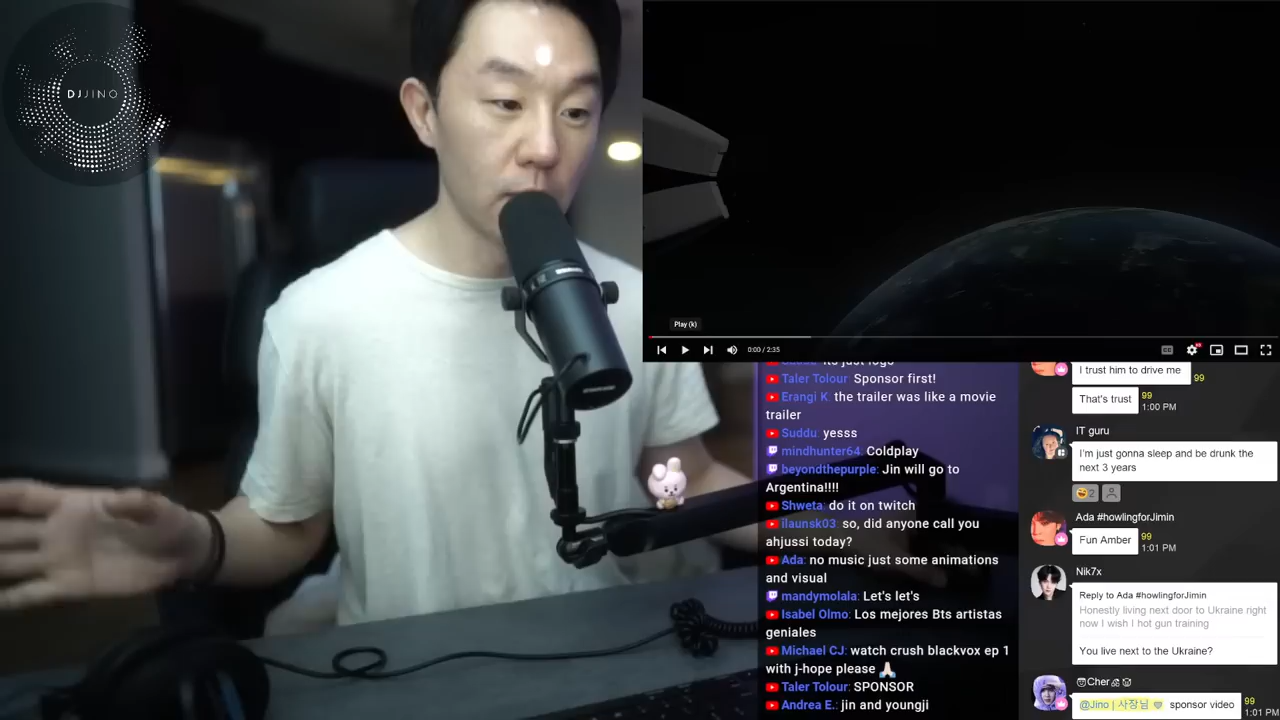 DJJINO
Play (k)
0:00 / 2:35
its just logo
Taler Tolour: Sponsor first!
Erangi K: the trailer was like a movie
trailer
Suddu: yesss
mindhunter64: Coldplay
beyondthepurple: Jin will go to
Argentina!!!!
Shweta: do it on twitch
ilaunsk03: so, did anyone call you
ahjussi today?
Ada: no music just some animations
and visual
mandymolala: Let's let's
Isabel Olmo: Los mejores Bts artistas
geniales
Michael CJ: watch crush blackvox ep 1
with j-hope please 🙏🏻
Taler Tolour: SPONSOR
Andrea E.: jin and youngji
I trust him to drive me
99
That's trust
99
1:00 PM
IT guru
I'm just gonna sleep and be drunk the
next 3 years
2
Ada #howlingforJimin
Fun Amber
99
1:01 PM
Nik7x
Reply to Ada #howlingforJimin
Honestly living next door to Ukraine right
now I wish I hot gun training
You live next to the Ukraine?
Cher
@Jino | 사장님 sponsor video
99
1:01 PM